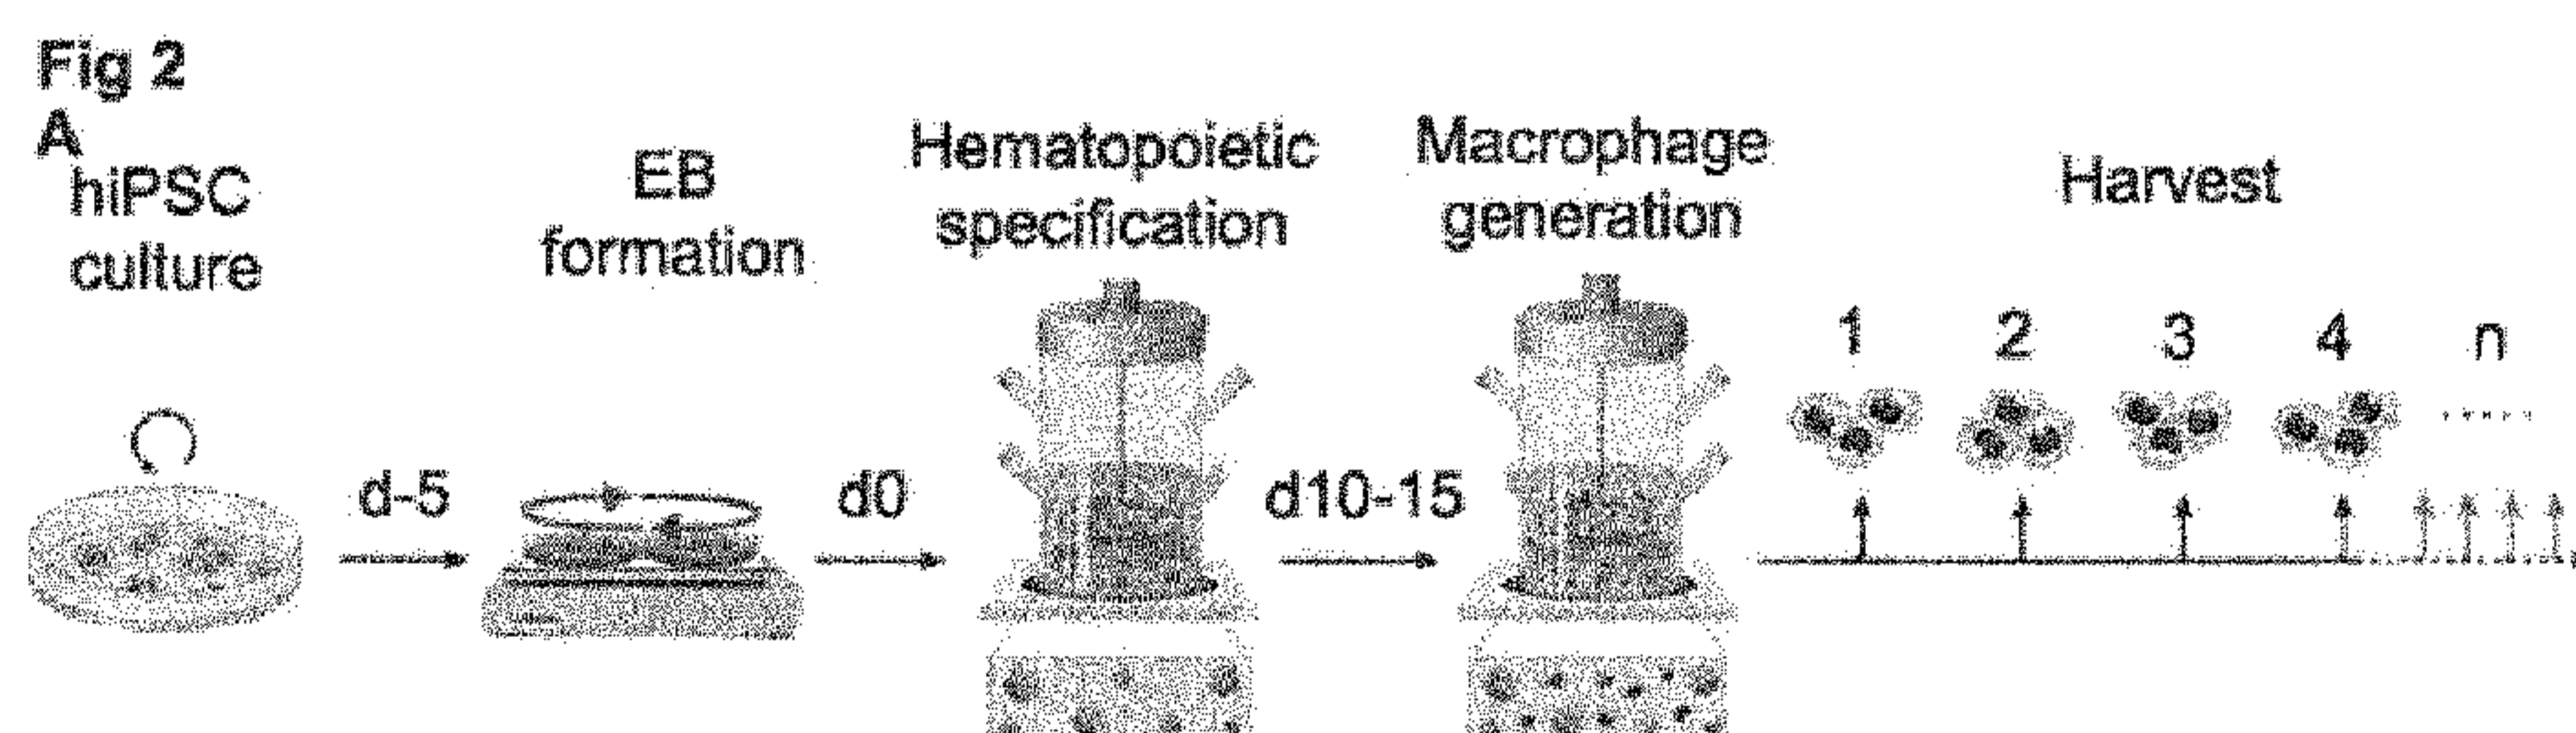 Fig 2
A
hiPSC
culture
EB
formation
Hematopoietic
specification
Macrophage
generation
Harvest
1 2 3 4 n
d-5
d0
d10-15